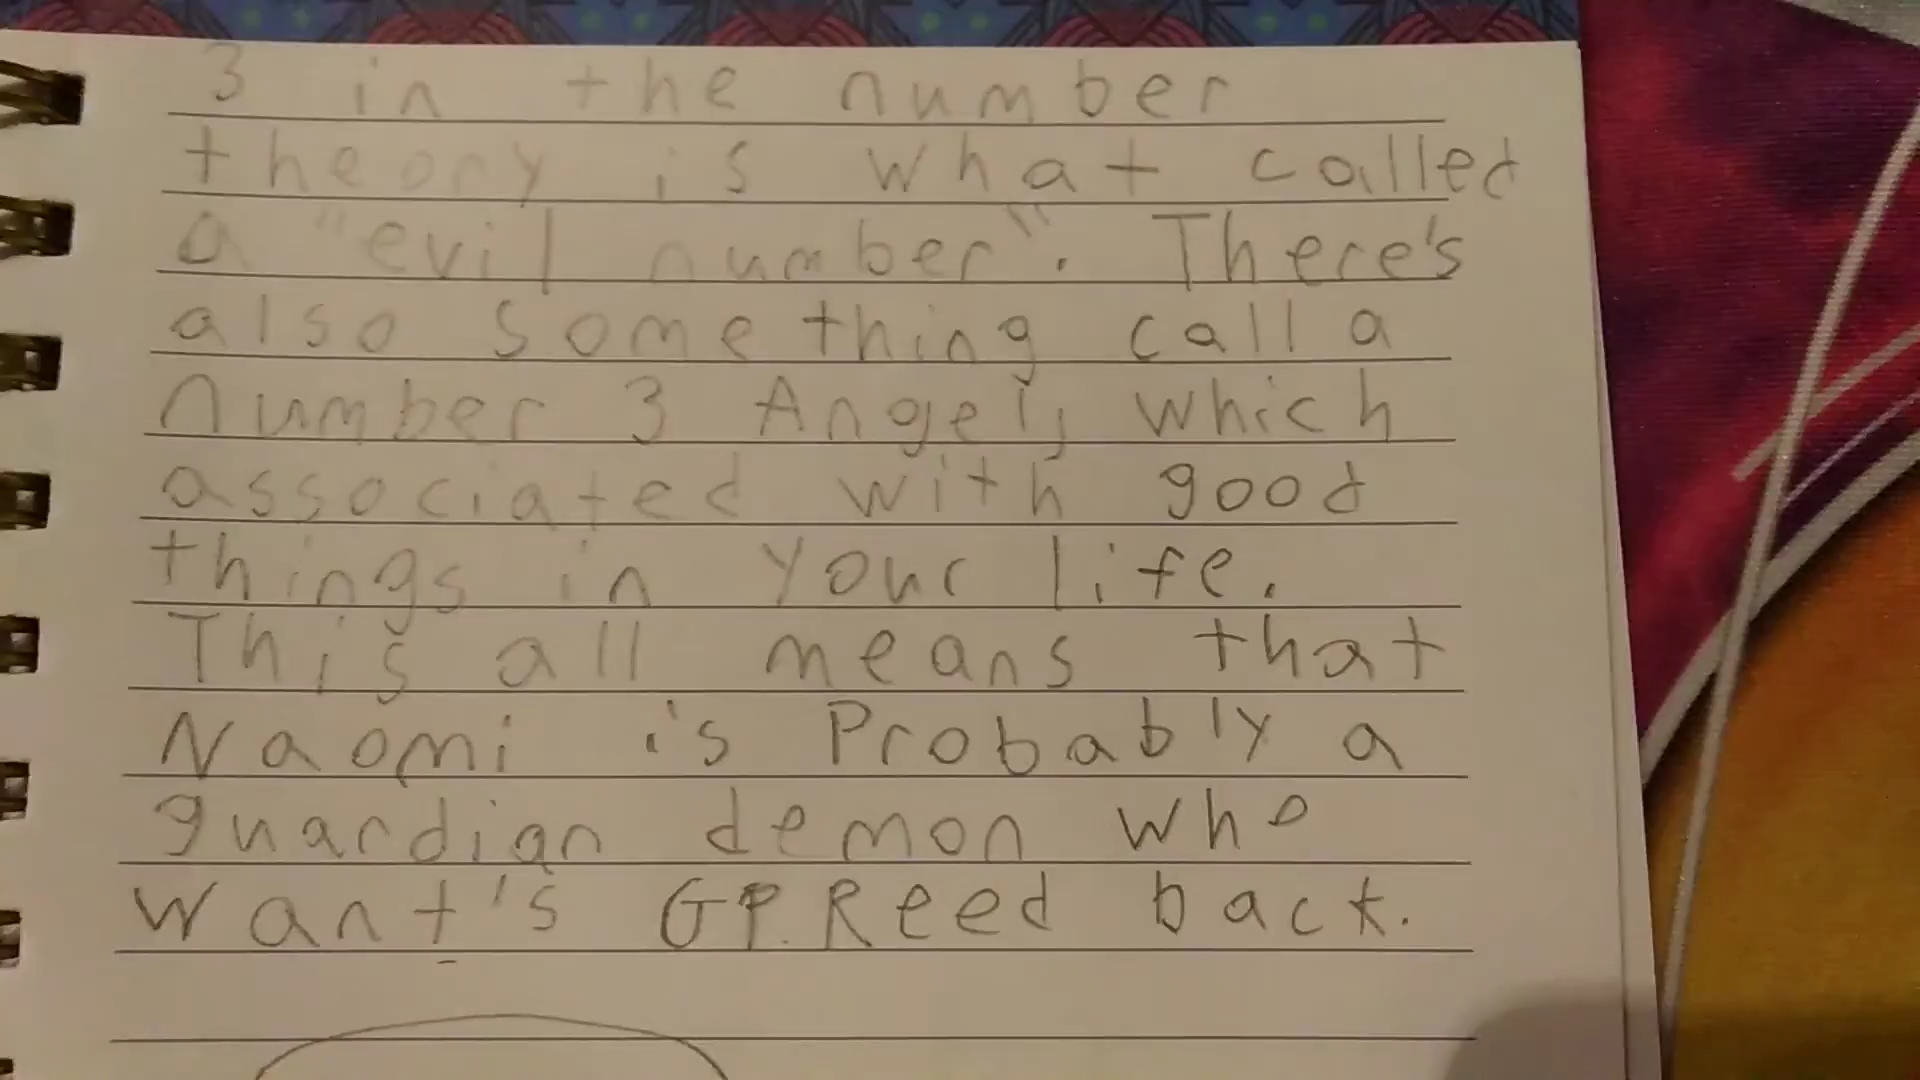 3 in the number
theory is what called
a "evil number". There's
also something call a
number 3 Angel, which
associated with good
things in your life.
This all means that
Naomi is Probably a
guardian demon who
want's GP. Reed back.